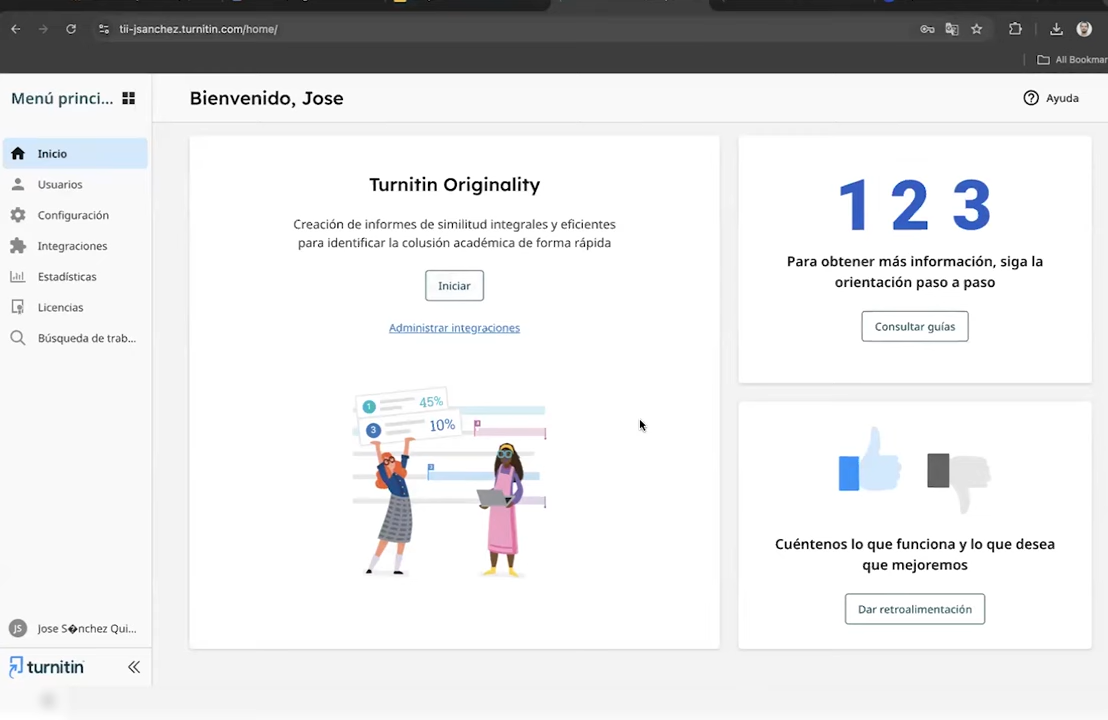 tii-jsanchez.turnitin.com/home/
All Bookmar
Menú princi...
Bienvenido, Jose
Ayuda
Inicio
Usuarios
Configuración
Integraciones
Estadísticas
Licencias
Búsqueda de trab...
Turnitin Originality
Creación de informes de similitud integrales y eficientes
para identificar la colusión académica de forma rápida
Iniciar
Administrar integraciones
1 45%
3 10%
1 2 3
Para obtener más información, siga la
orientación paso a paso
Consultar guías
Cuéntenos lo que funciona y lo que desea
que mejoremos
Dar retroalimentación
JS Jose S�nchez Qui...
turnitin